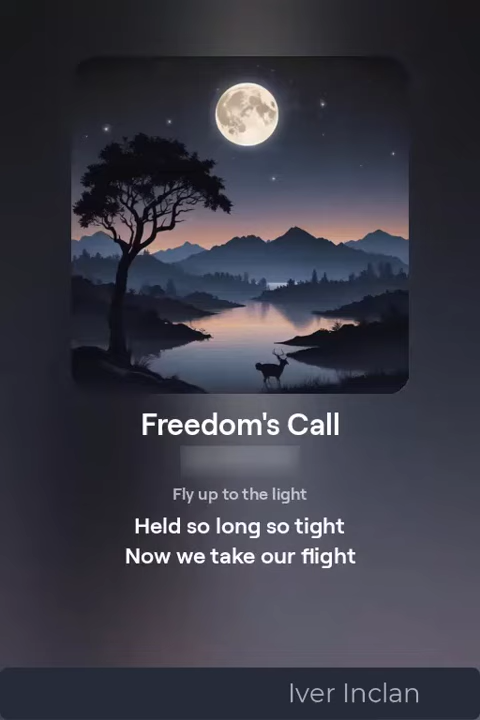 Freedom's Call
Fly up to the light
Held so long so tight
Now we take our flight
Iver Inclan